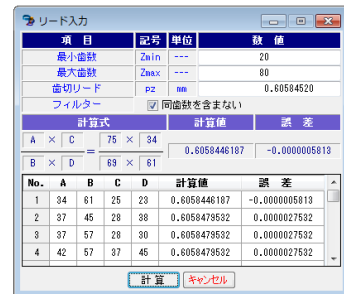 リード入力
項 目 記号 単位 数 値
最小歯数 Zmin --- 20
最大歯数 Zmax --- 80
歯切リード pz mm 0.60584520
フィルター 同歯数を含まない
計算式 計算値 誤 差
A × C = 75 × 34 0.6058446187 -0.0000005813
B × D 69 × 61
No. A B C D 計算値 誤 差
1 34 61 25 23 0.6058446187 -0.0000005813
2 37 45 28 38 0.6058479532 0.0000027532
3 37 57 28 30 0.6058479532 0.0000027532
4 42 57 37 45 0.6058479532 0.0000027532
計 算 キャンセル